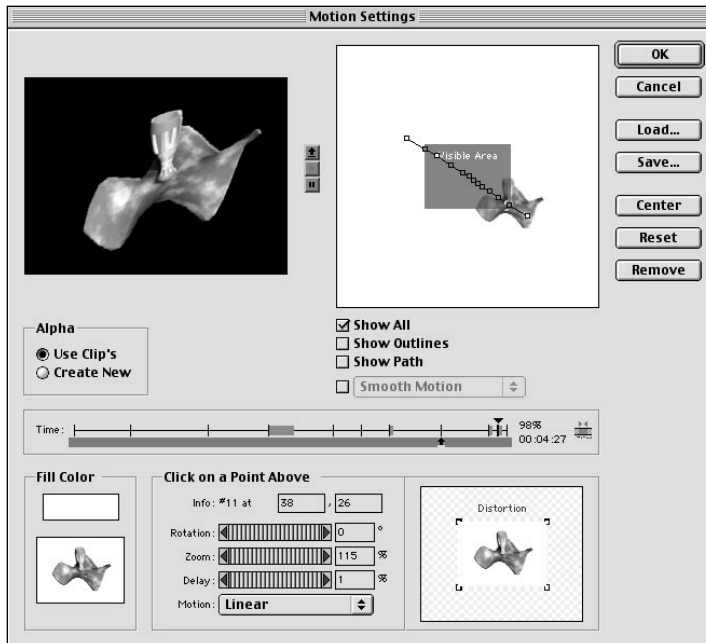 Motion Settings
OK
Cancel
Load...
Save...
Center
Reset
Remove
Visible Area
Alpha
Use Clip's
Create New
Show All
Show Outlines
Show Path
Smooth Motion
Time:
98%
00:04:27
Fill Color
Click on a Point Above
Info: #11 at 38 , 26
Rotation: 0 °
Zoom: 115 %
Delay: 1 %
Motion: Linear
Distortion